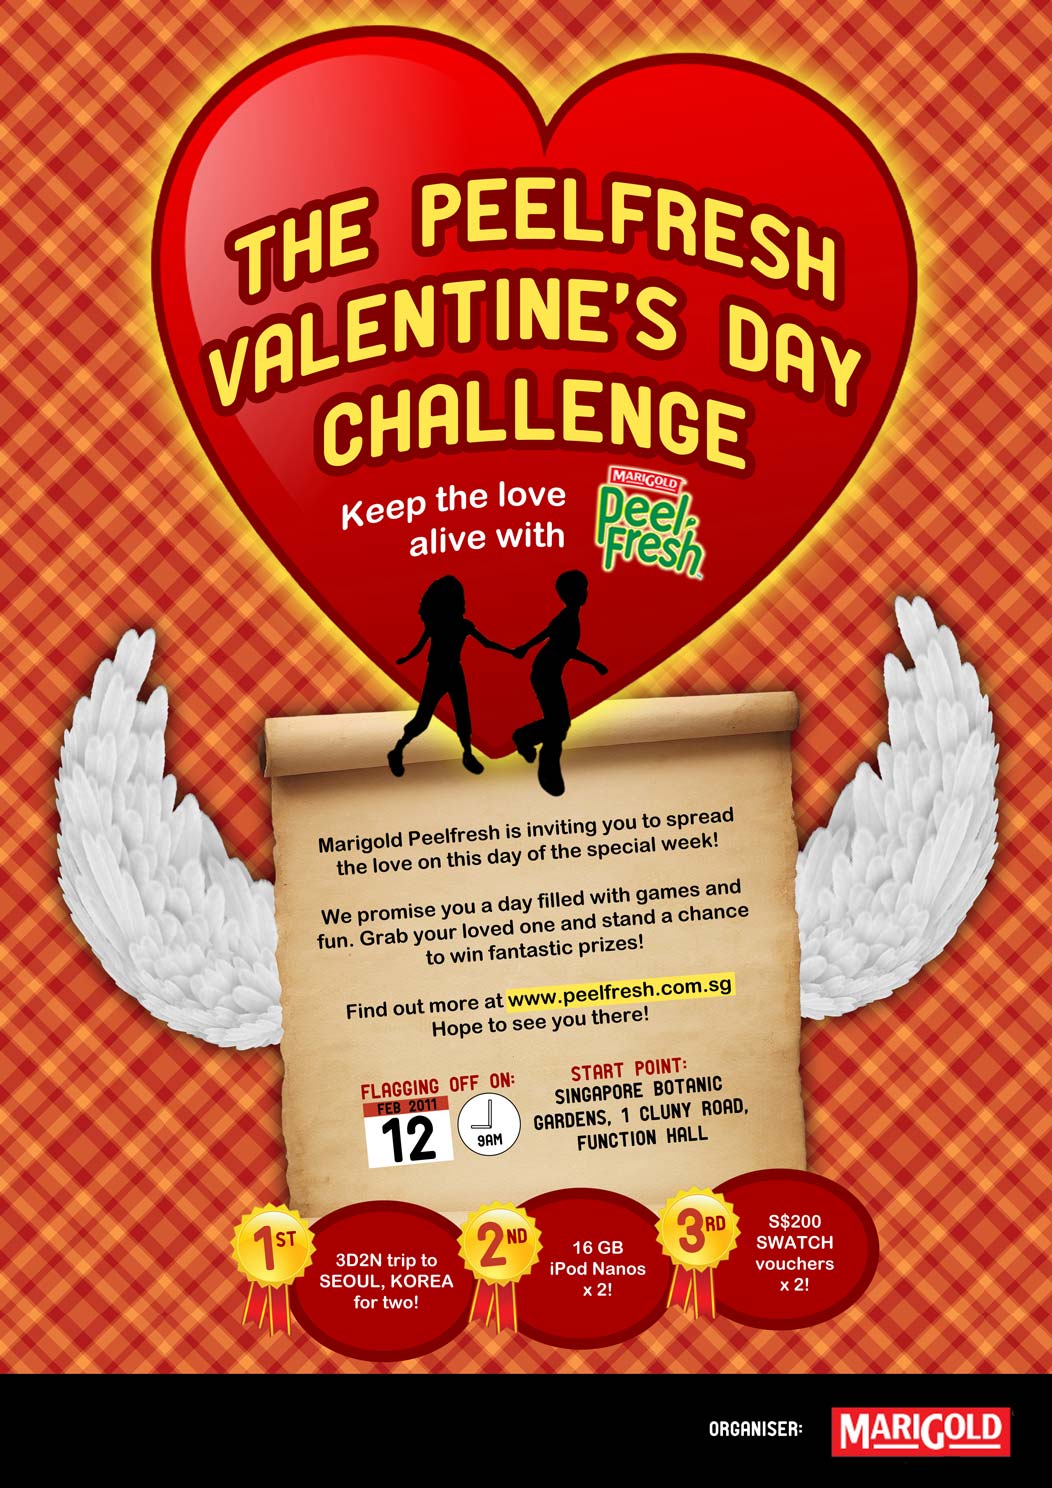 THE PEELFRESH
VALENTINE'S DAY
CHALLENGE
Keep the love
alive with
MARIGOLD
Peel
Fresh
Marigold Peelfresh is inviting you to spread
the love on this day of the special week!
We promise you a day filled with games and
fun. Grab your loved one and stand a chance
to win fantastic prizes!
Find out more at www.peelfresh.com.sg
Hope to see you there!
FLAGGING OFF ON:
FEB 2011
12
9AM
START POINT:
SINGAPORE BOTANIC
GARDENS, 1 CLUNY ROAD,
FUNCTION HALL
1ST
3D2N trip to
SEOUL, KOREA
for two!
2ND
16 GB
iPod Nanos
x 2!
3RD
S$200
SWATCH
vouchers
x 2!
ORGANISER:
MARIGOLD